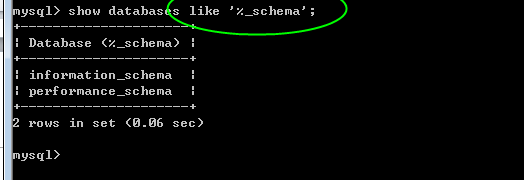 mysql> show databases like '%_schema';
+--------------------+
| Database (%_schema) |
+--------------------+
| information_schema |
| performance_schema |
+--------------------+
2 rows in set (0.06 sec)
mysql>